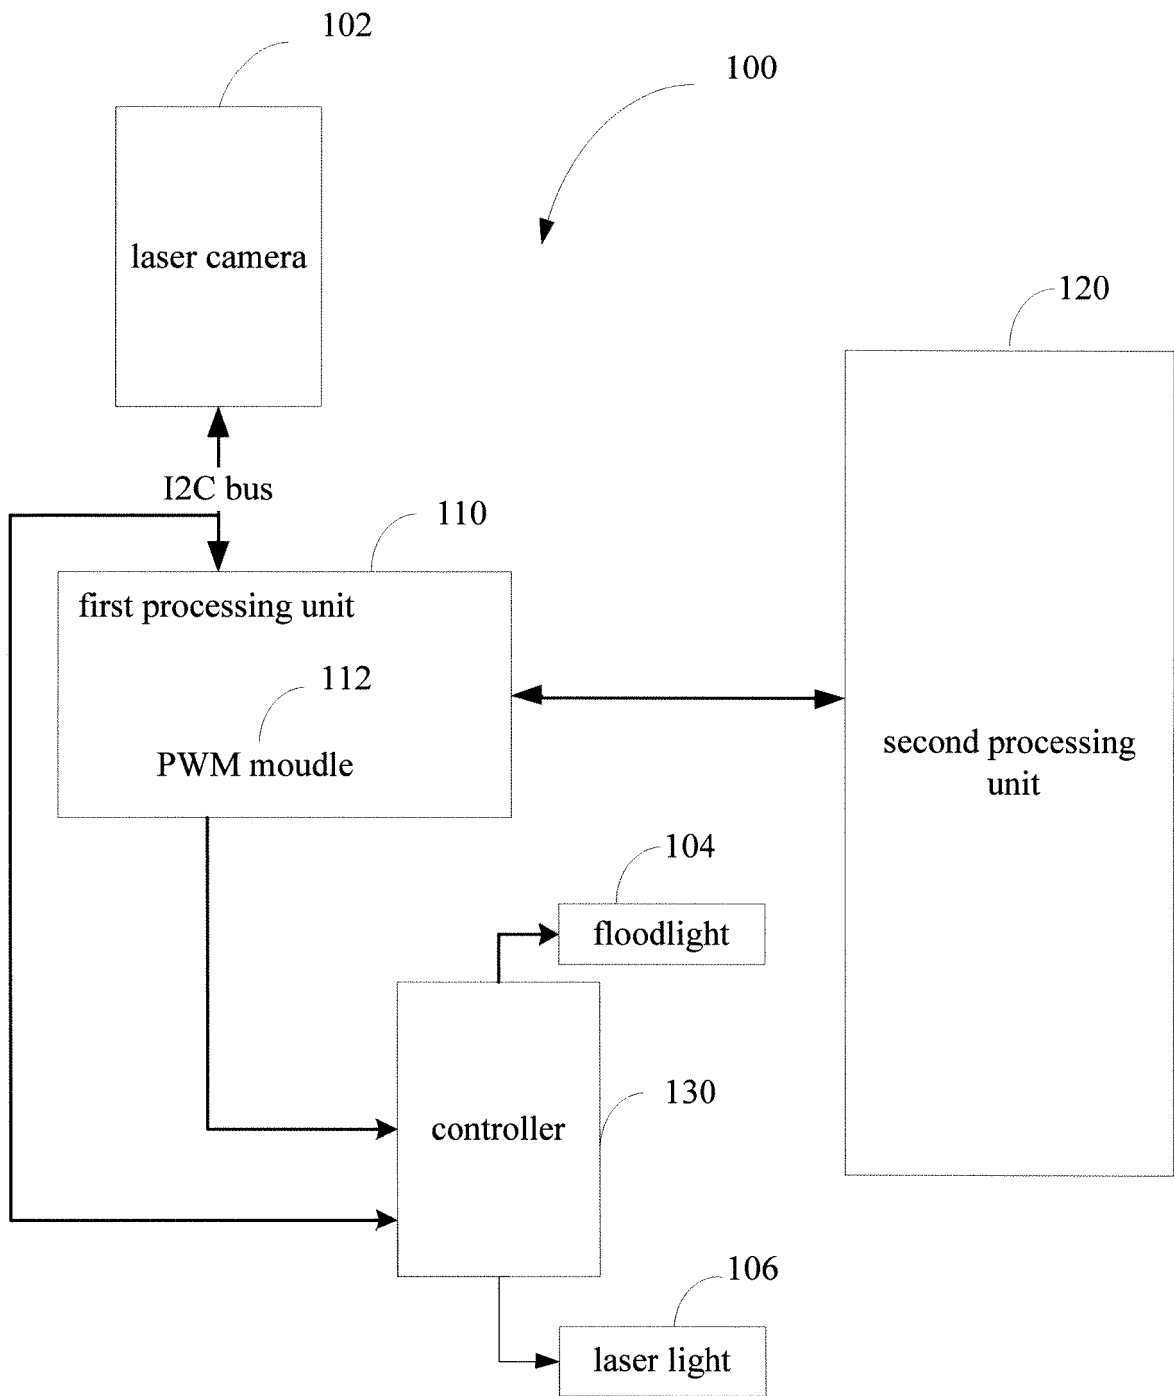 102
100
laser camera
120
I2C bus
110
first processing unit
112
PWM moudle
second processing
unit
104
floodlight
130
controller
106
laser light